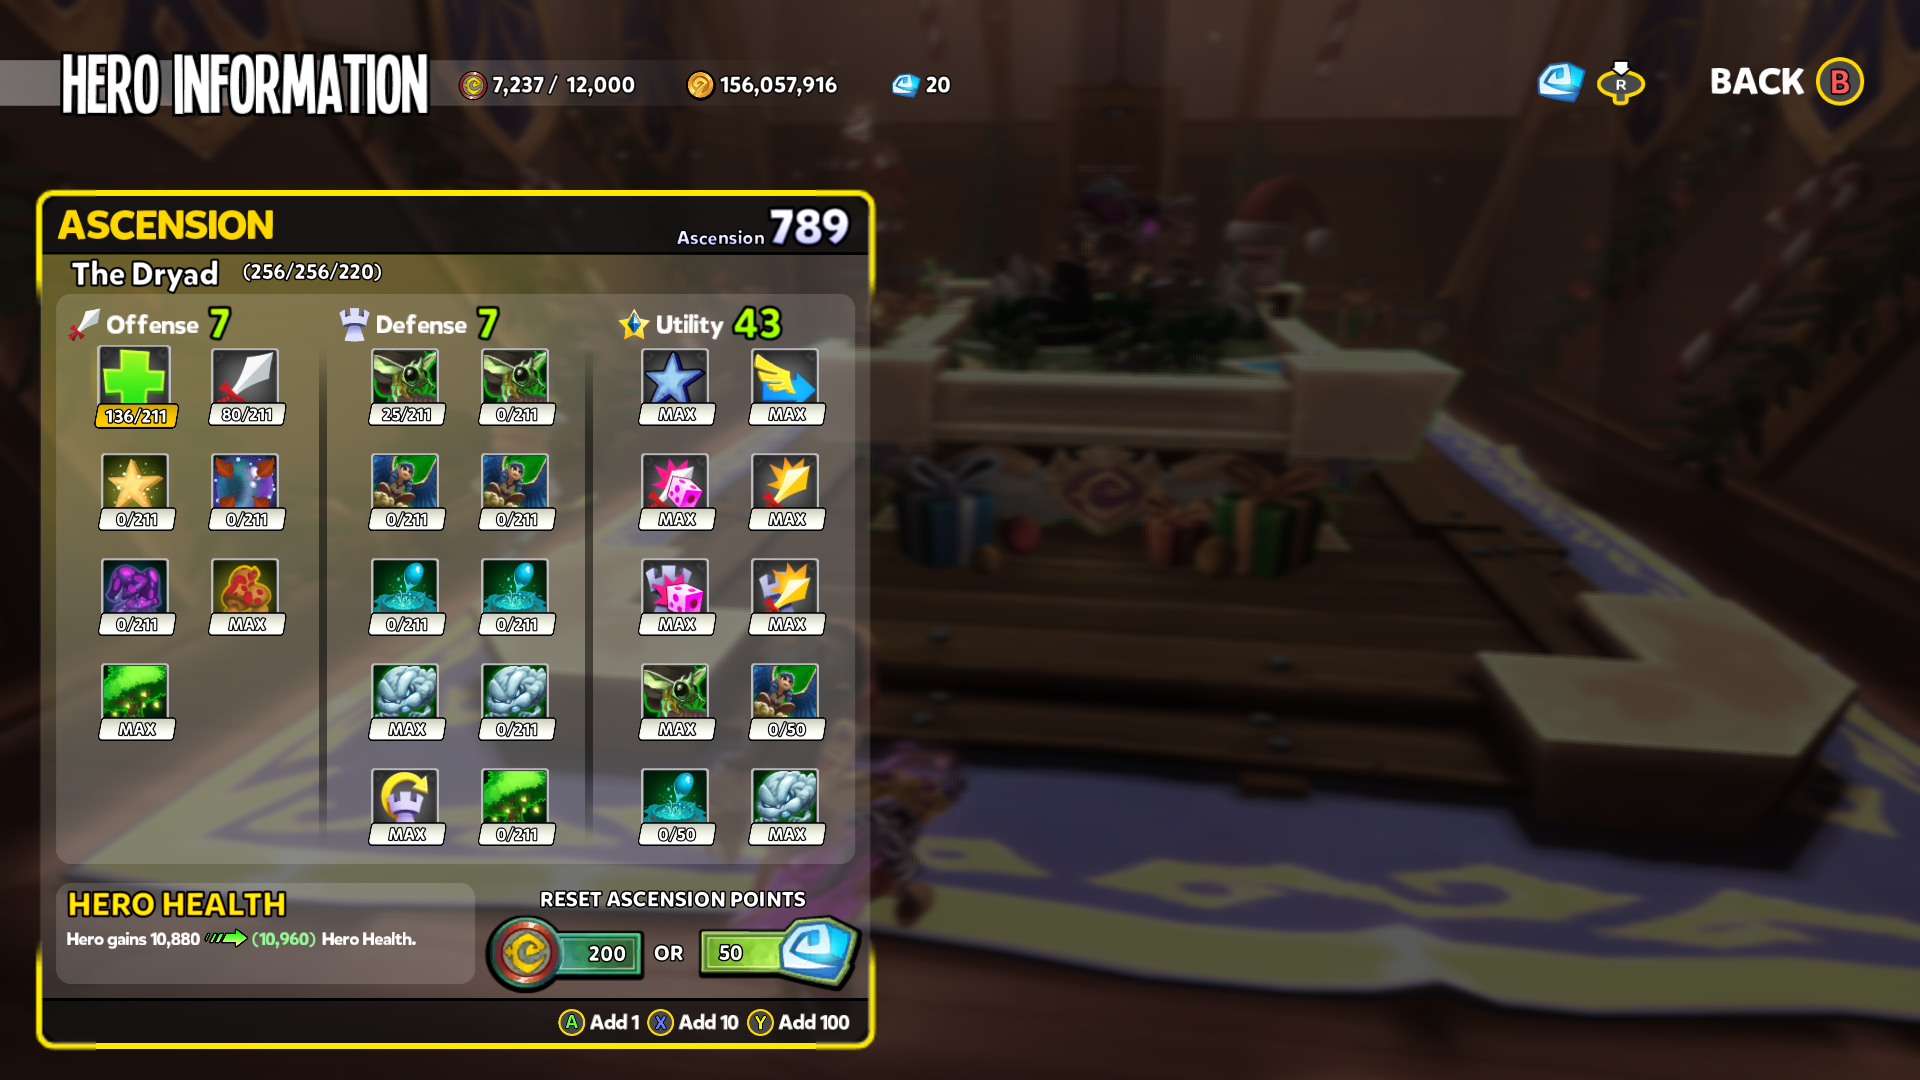 HERO INFORMATION
7,237 / 12,000
156,057,916
20
R
BACK B
ASCENSION
Ascension 789
The Dryad (256/256/220)
Offense 7
Defense 7
Utility 43
136/211 80/211 25/211 0/211 MAX MAX
0/211 0/211 0/211 0/211 MAX MAX
0/211 MAX 0/211 0/211 MAX MAX
MAX MAX 0/211 MAX 0/50
MAX 0/211 0/50 MAX
HERO HEALTH
Hero gains 10,880 (10,960) Hero Health.
RESET ASCENSION POINTS
200 OR 50
A Add 1 X Add 10 Y Add 100